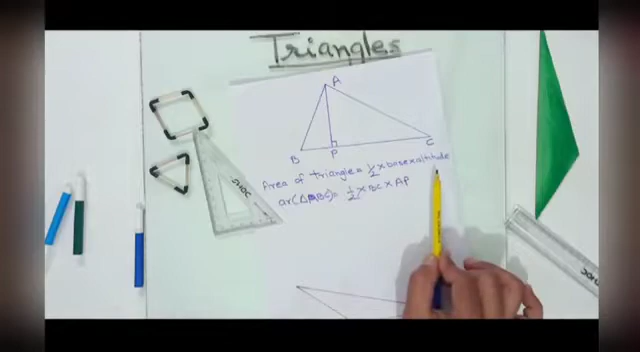 Triangles
A
B P C
Area of triangle = 1/2 × base × altitude
ar(△ABC) = 1/2 × BC × AP